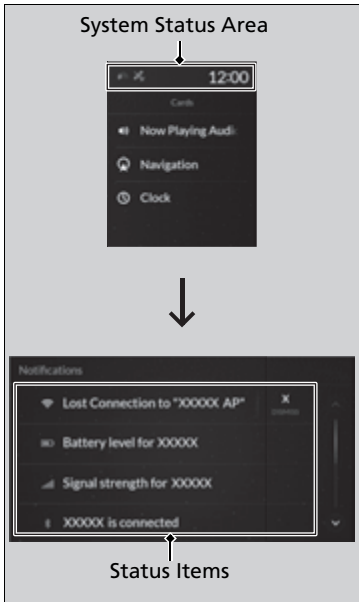 System Status Area
12:00
Cards
Now Playing Audi
Navigation
Clock
Notifications
Lost Connection to "XXXXX AP"
X
DISMISS
Battery level for XXXXX
Signal strength for XXXXX
XXXXX is connected
Status Items